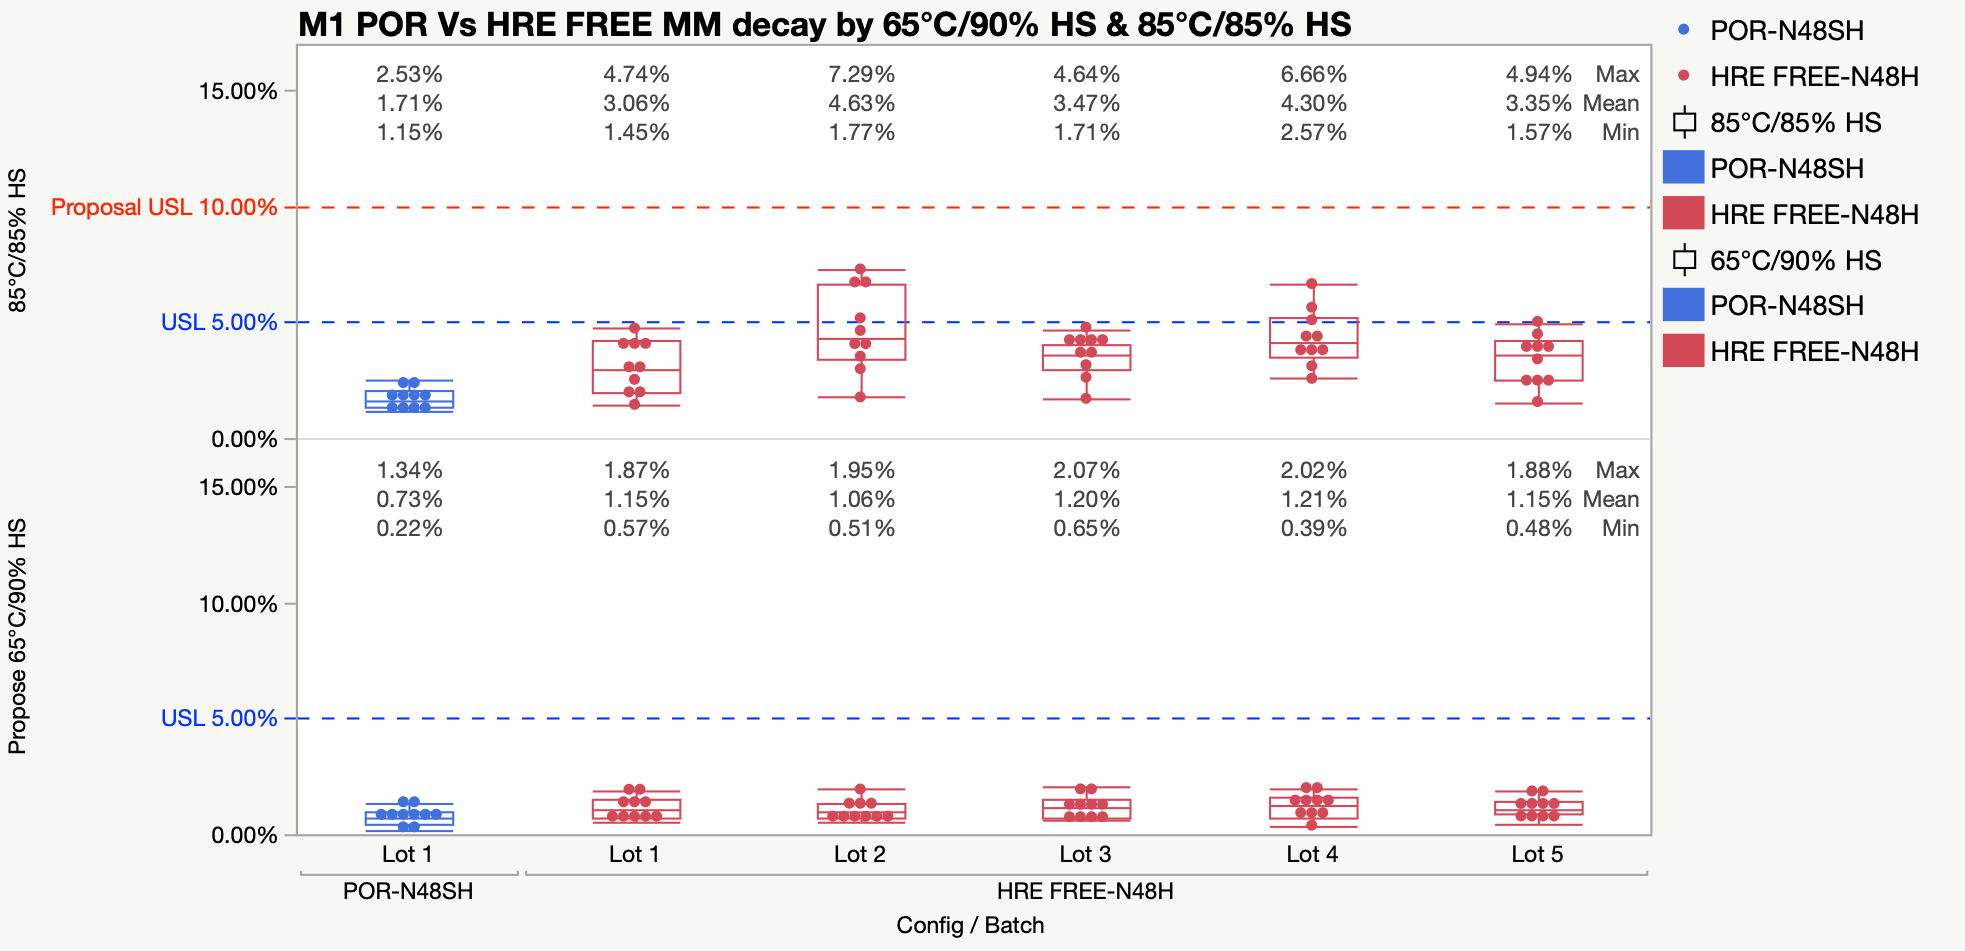 M1 POR Vs HRE FREE MM decay by 65°C/90% HS & 85°C/85% HS
POR-N48SH
HRE FREE-N48H
85°C/85% HS
POR-N48SH
HRE FREE-N48H
65°C/90% HS
POR-N48SH
HRE FREE-N48H
85°C/85% HS
2.53% 4.74% 7.29% 4.64% 6.66% 4.94% Max
15.00%
1.71% 3.06% 4.63% 3.47% 4.30% 3.35% Mean
1.15% 1.45% 1.77% 1.71% 2.57% 1.57% Min
Proposal USL 10.00%
USL 5.00%
0.00%
Propose 65°C/90% HS
1.34% 1.87% 1.95% 2.07% 2.02% 1.88% Max
15.00%
0.73% 1.15% 1.06% 1.20% 1.21% 1.15% Mean
0.22% 0.57% 0.51% 0.65% 0.39% 0.48% Min
10.00%
USL 5.00%
0.00%
Lot 1 Lot 1 Lot 2 Lot 3 Lot 4 Lot 5
POR-N48SH HRE FREE-N48H
Config / Batch